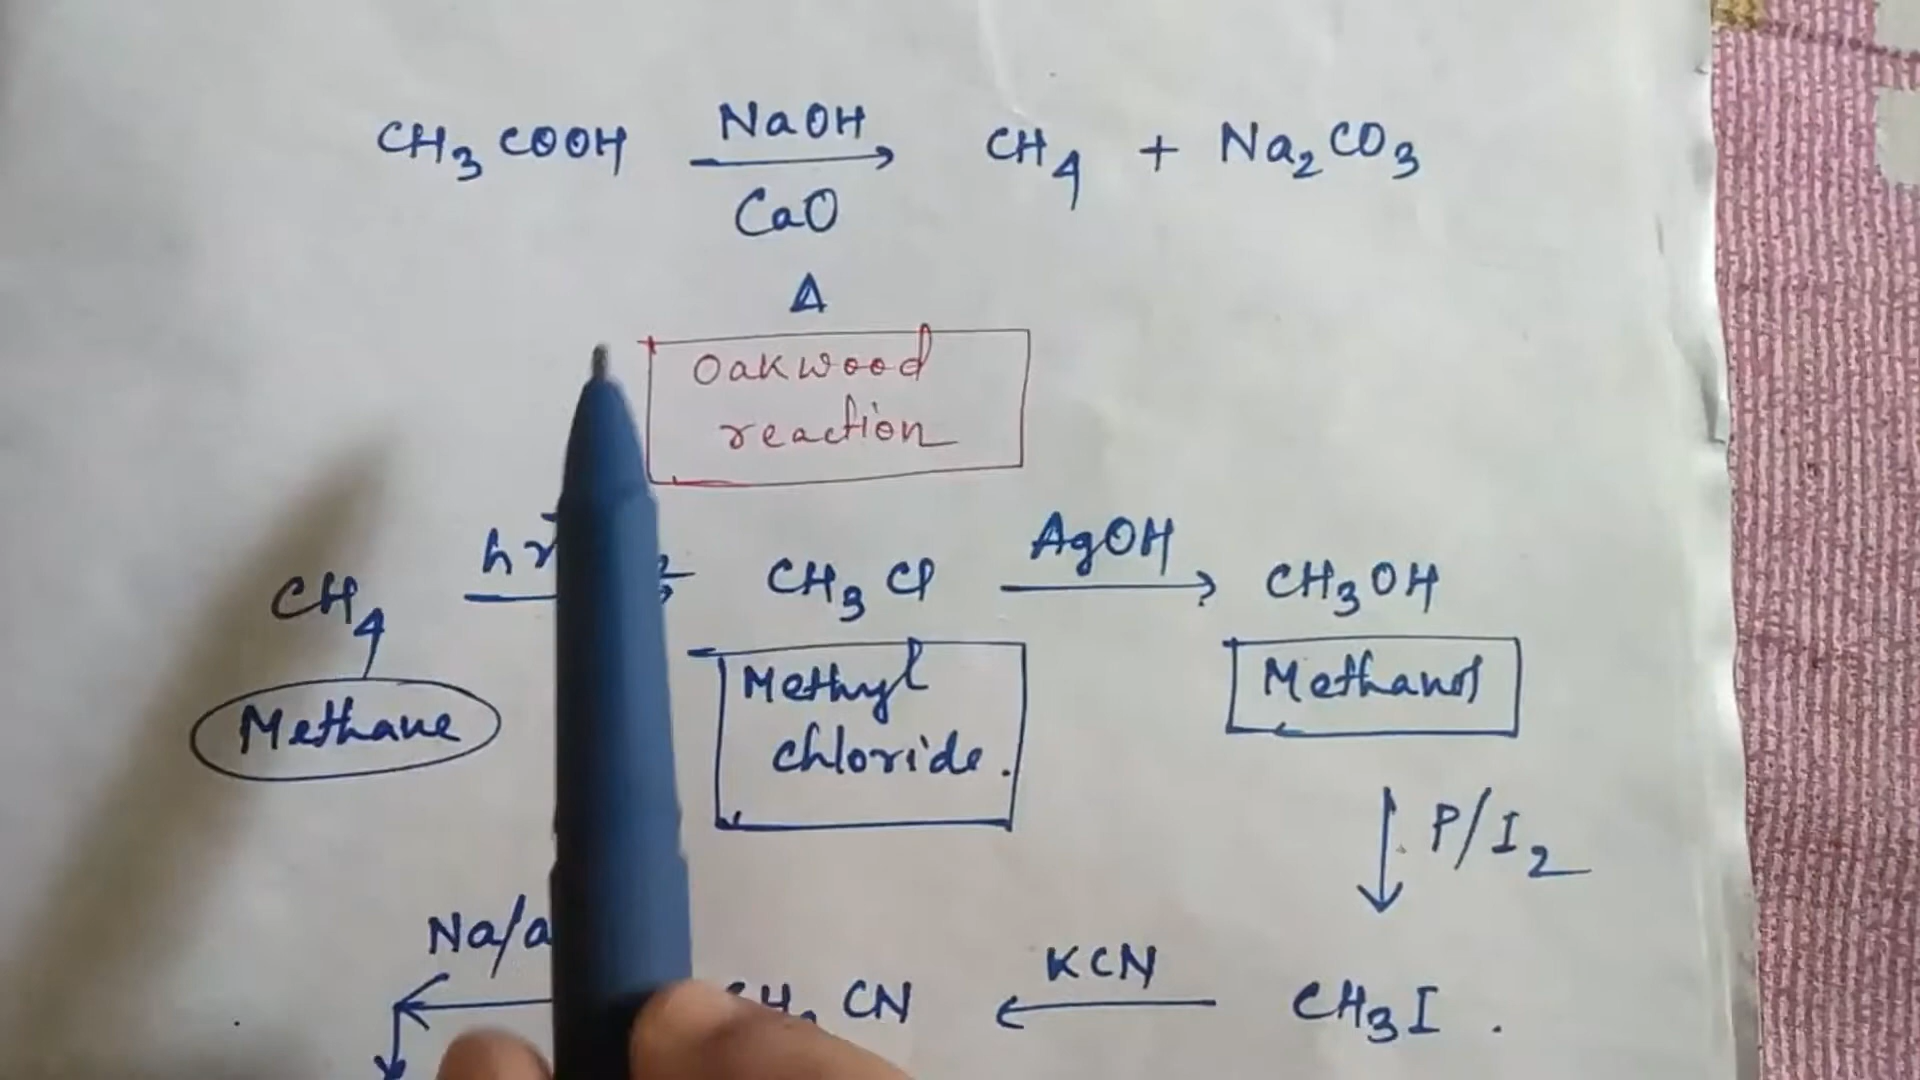 CH3COOH NaOH CaO Δ → CH4 + Na2CO3
Oakwood
reaction
CH4 → CH3Cl AgOH → CH3OH
Methane
Methyl
chloride.
Methanol
↓ P/I2
Na/a ← CN KCN ← CH3I .